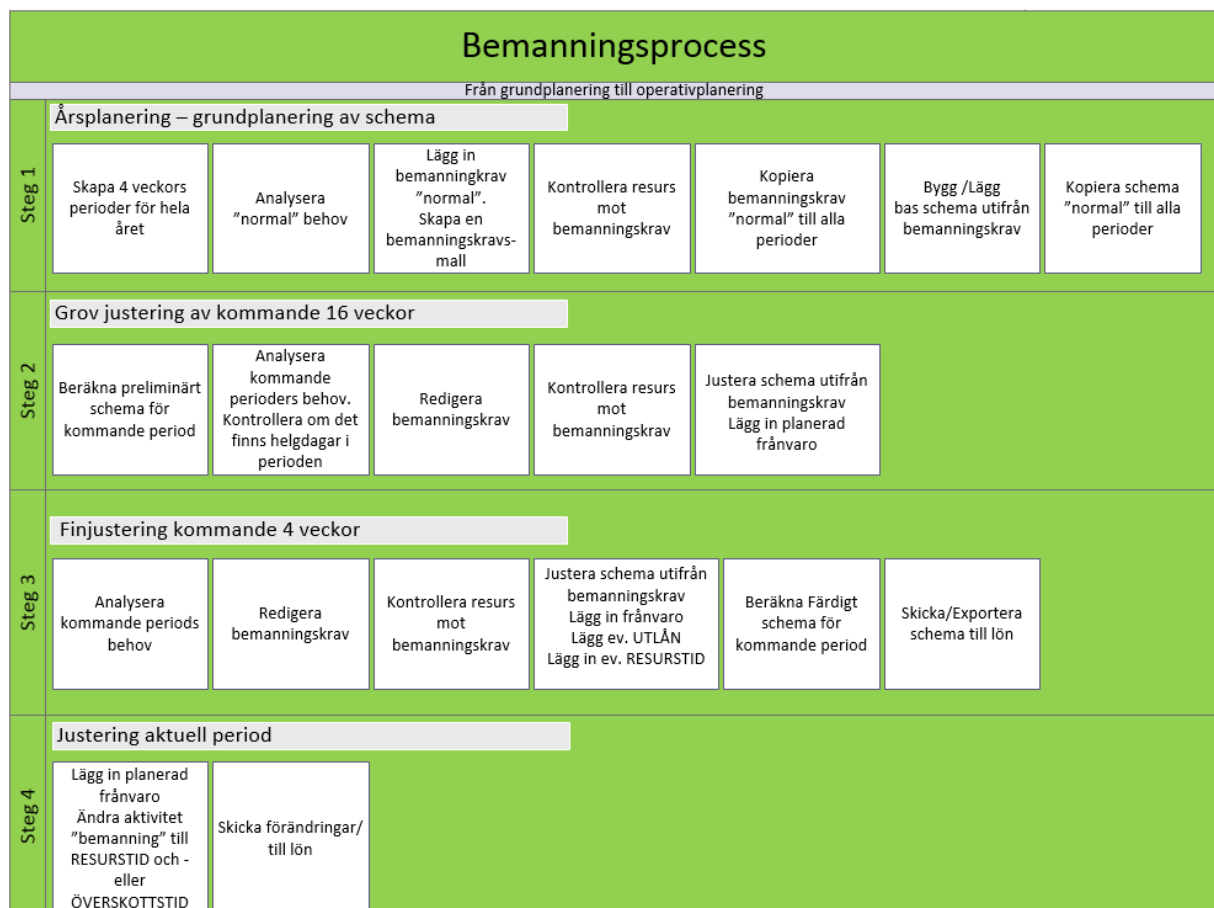 Bemanningsprocess
Från grundplanering till operativplanering
Steg 1
Årsplanering – grundplanering av schema
Skapa 4 veckors
perioder för hela
året
Analysera
”normal” behov
Lägg in
bemanningkrav
”normal”.
Skapa en
bemanningskravs-
mall
Kontrollera resurs
mot
bemanningskrav
Kopiera
bemanningskrav
”normal” till alla
perioder
Bygg /Lägg
bas schema utifrån
bemanningskrav
Kopiera schema
”normal” till alla
perioder
Steg 2
Grov justering av kommande 16 veckor
Beräkna preliminärt
schema för
kommande period
Analysera
kommande
perioders behov.
Kontrollera om det
finns helgdagar i
perioden
Redigera
bemanningskrav
Kontrollera resurs
mot
bemanningskrav
Justera schema utifrån
bemanningskrav
Lägg in planerad
frånvaro
Steg 3
Finjustering kommande 4 veckor
Analysera
kommande periods
behov
Redigera
bemanningskrav
Kontrollera resurs
mot
bemanningskrav
Justera schema utifrån
bemanningskrav
Lägg in frånvaro
Lägg ev. UTLÅN
Lägg in ev. RESURSTID
Beräkna Färdigt
schema för
kommande period
Skicka/Exportera
schema till lön
Steg 4
Justering aktuell period
Lägg in planerad
frånvaro
Ändra aktivitet
”bemanning” till
RESURSTID och -
eller
ÖVERSKOTTSTID
Skicka förändringar/
till lön